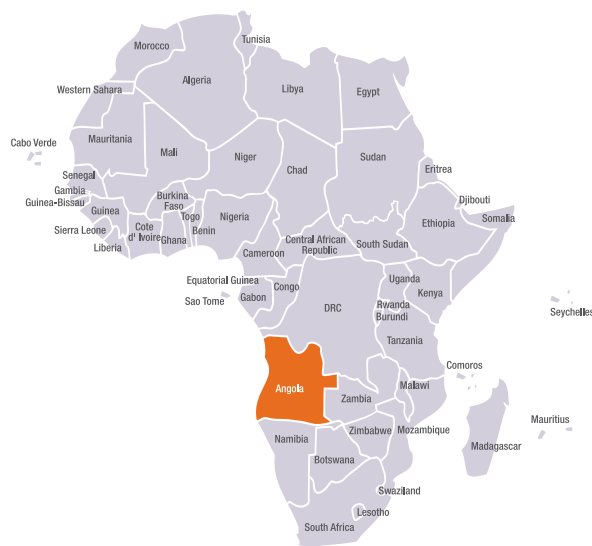 Tunisia
Morocco
Algeria
Libya
Egypt
Western Sahara
Mauritania
Mali
Niger
Chad
Sudan
Eritrea
Cabo Verde
Senegal
Gambia
Guinea-Bissau
Guinea
Sierra Leone
Liberia
Cote
d' Ivoire
Burkina
Faso
Ghana
Togo
Benin
Nigeria
Cameroon
Central African
Republic
South Sudan
Ethiopia
Djibouti
Somalia
Equatorial Guinea
Sao Tome
Gabon
Congo
DRC
Uganda
Kenya
Rwanda
Burundi
Tanzania
Seychelles
Comoros
Angola
Zambia
Malawi
Mozambique
Zimbabwe
Namibia
Botswana
Madagascar
Mauritius
Swaziland
Lesotho
South Africa